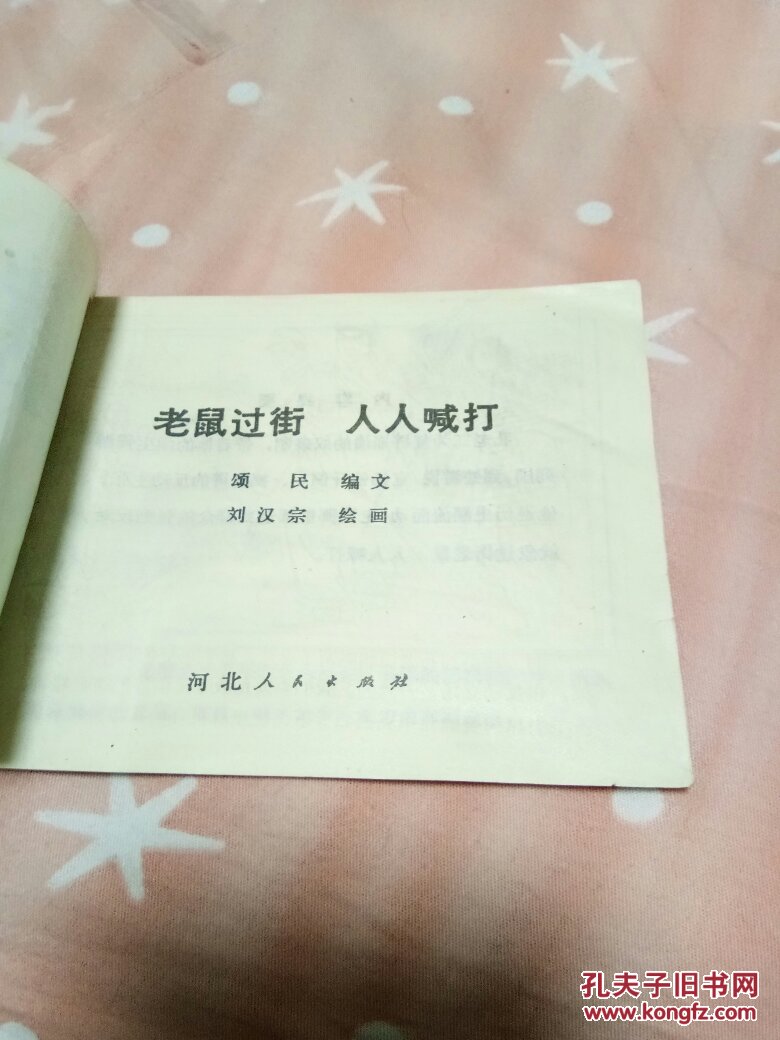 老鼠过街 人人喊打
颂 民 编文
刘汉宗 绘画
河北人民出版社
孔夫子旧书网
www.kongfz.com